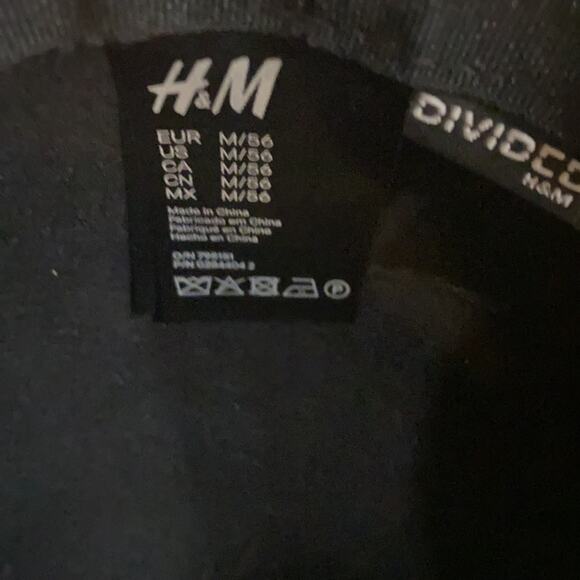 H&M
EUR M/56
US M/56
CA M/56
CN M/56
MX M/56
Made in China
Fabricado em China
Fabriqué en Chine
Hecho en China
P
DIVIDED
H&M